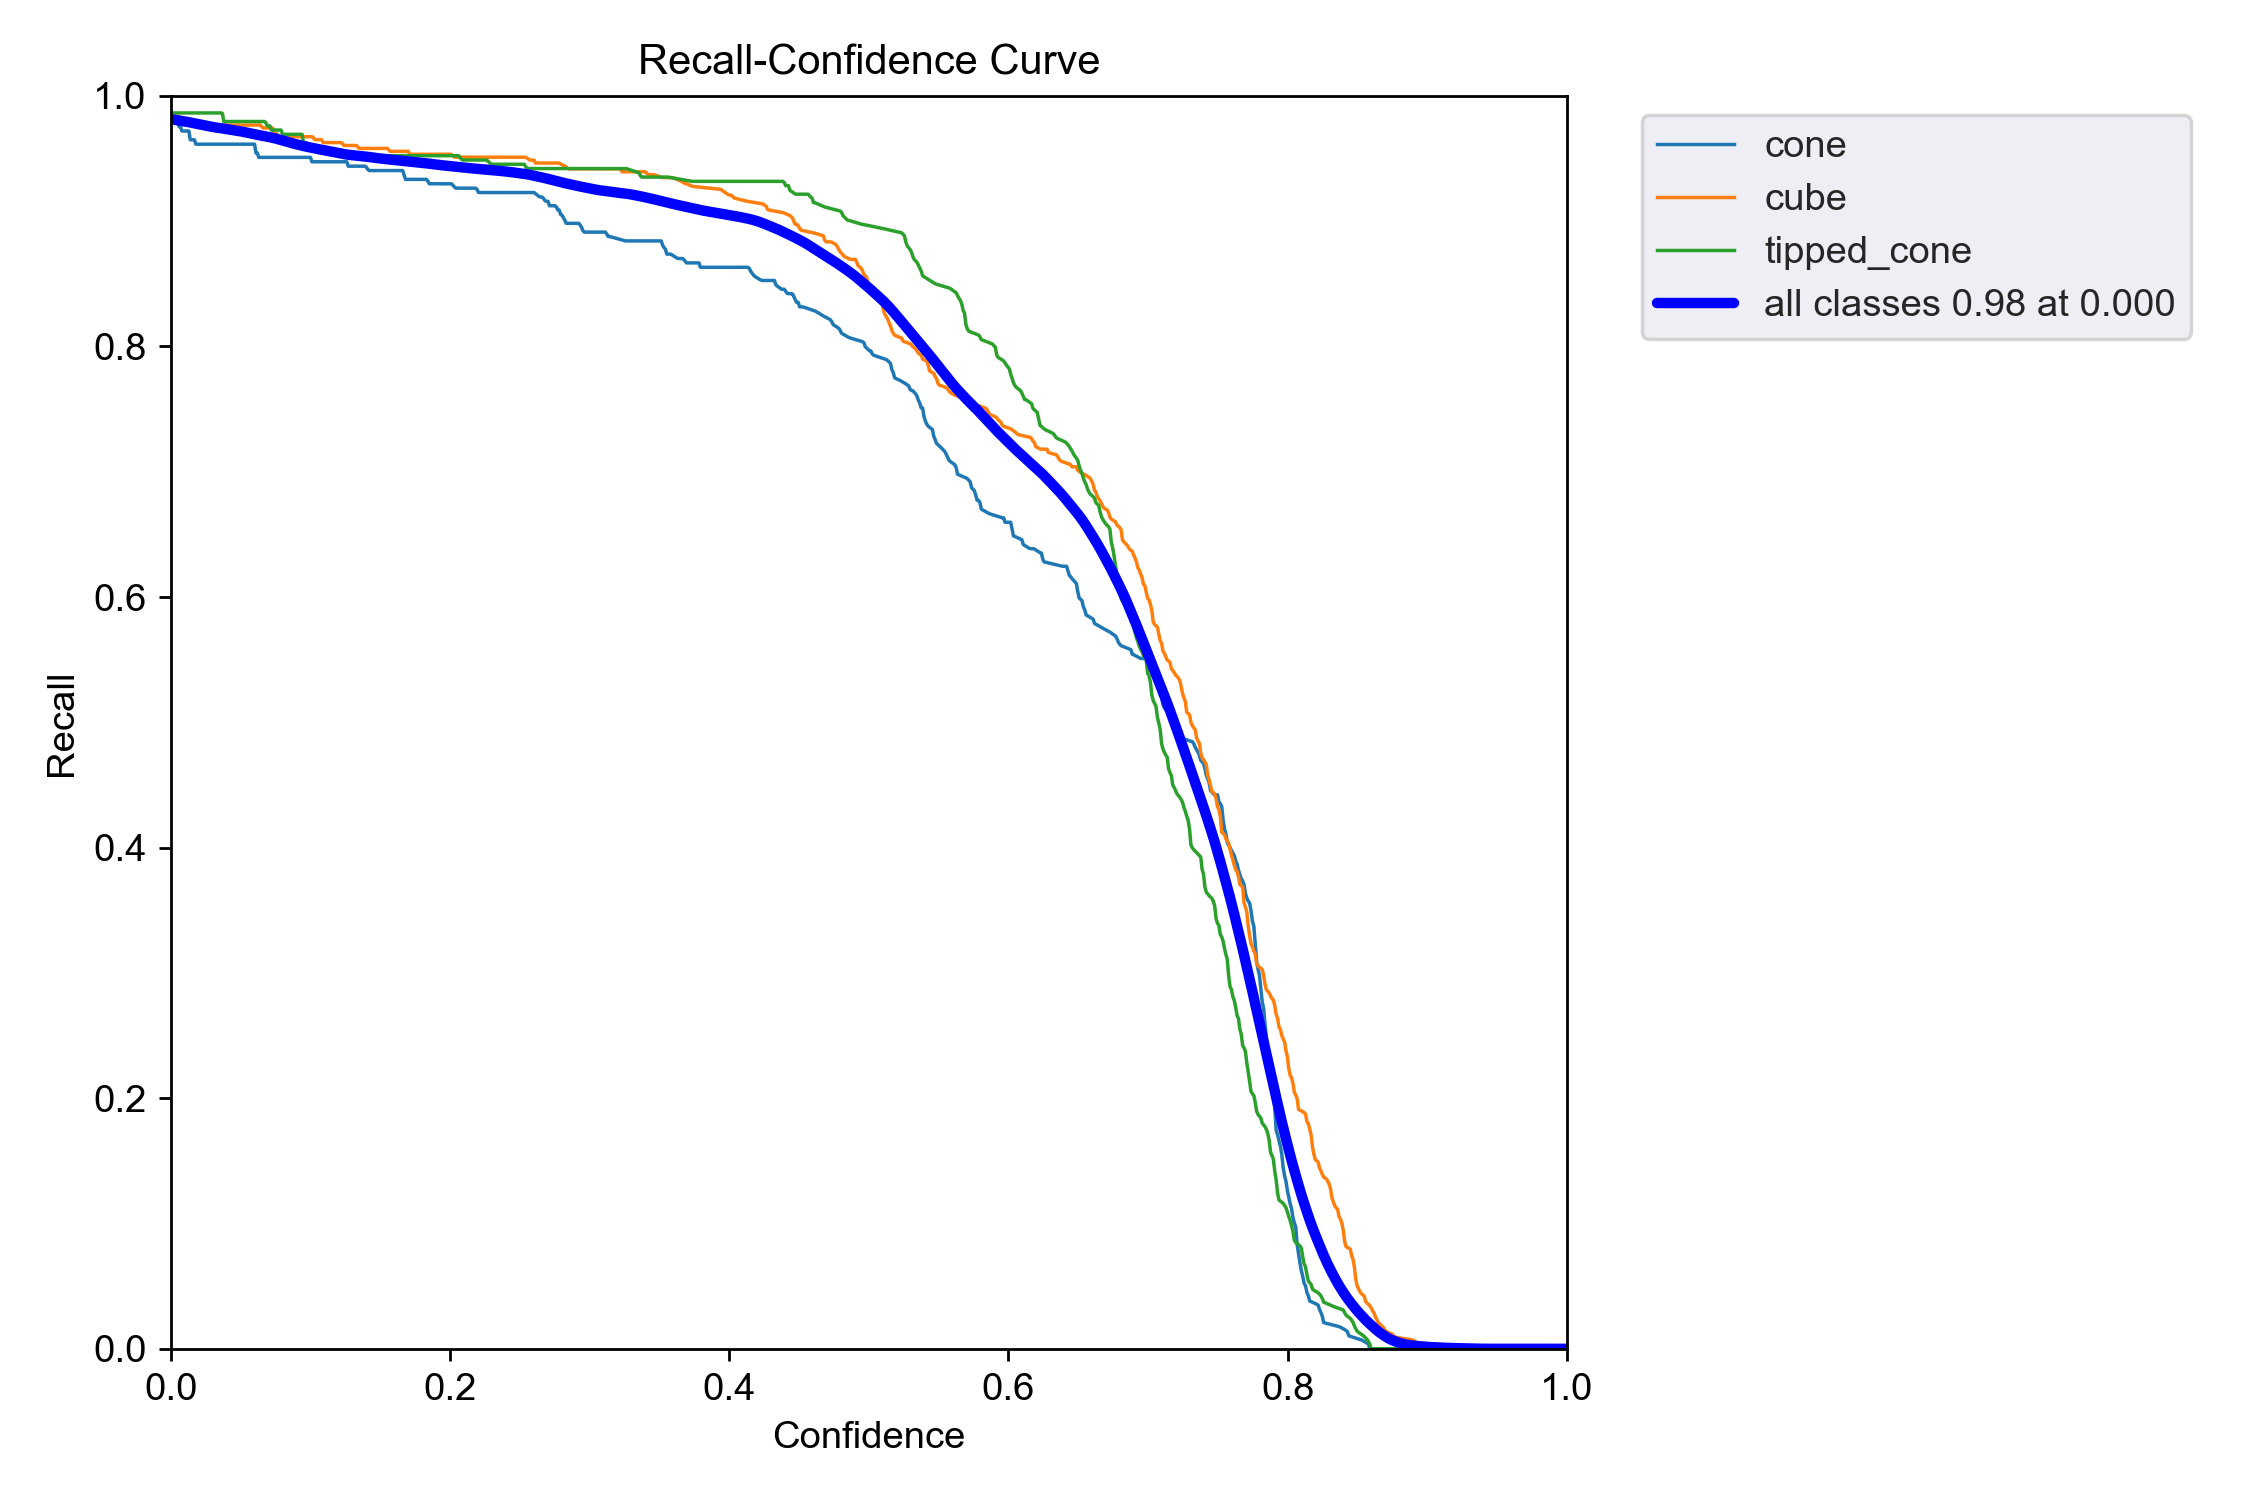 Recall-Confidence Curve
1.0
0.8
0.6
0.4
0.2
0.0
Recall
0.0 0.2 0.4 0.6 0.8 1.0
Confidence
cone
cube
tipped_cone
all classes 0.98 at 0.000